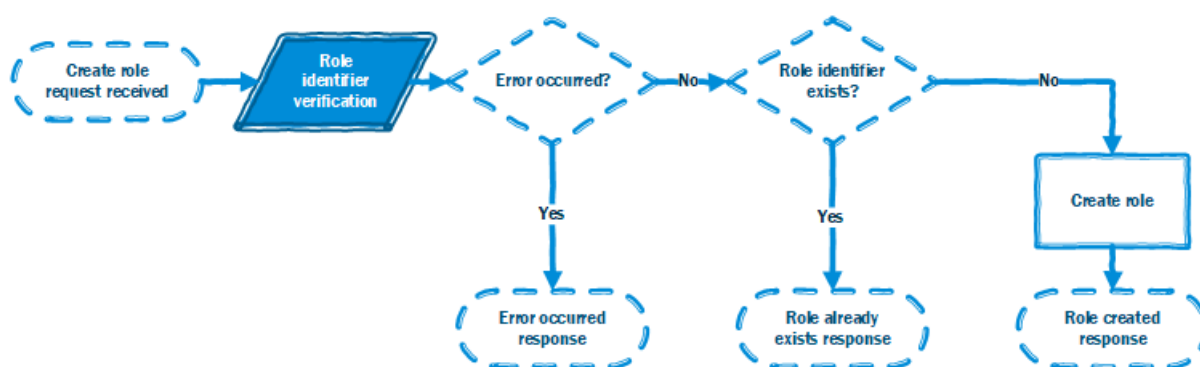 Create role
request received
Role
identifier
verification
Error occurred?
No
Role identifier
exists?
No
Yes
Yes
Create role
Error occurred
response
Role already
exists response
Role created
response